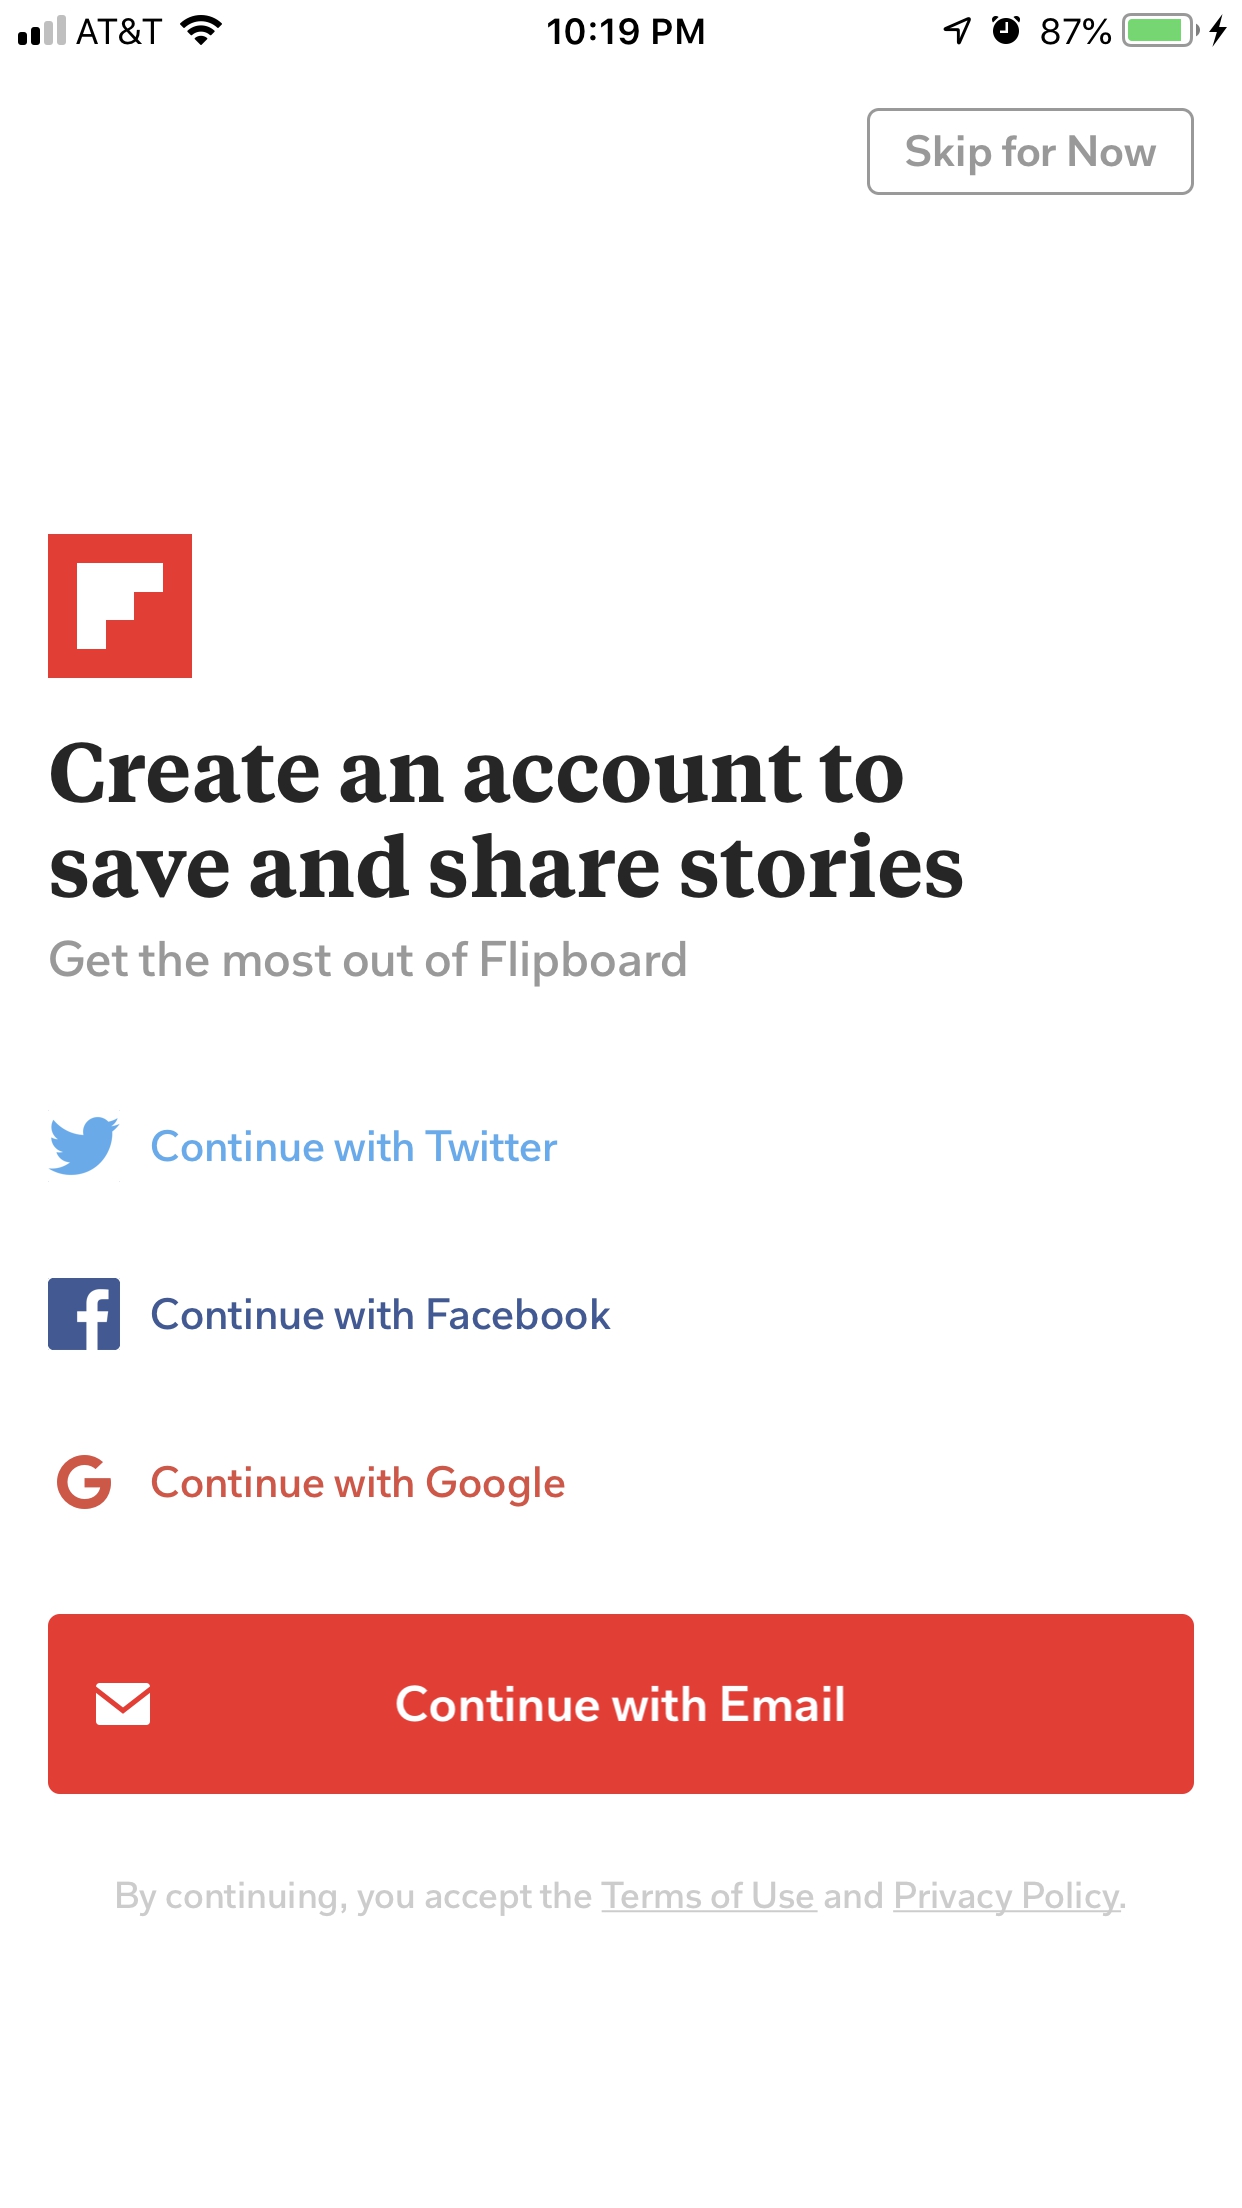 AT&T 10:19 PM 87%
Skip for Now
Create an account to
save and share stories
Get the most out of Flipboard
Continue with Twitter
Continue with Facebook
Continue with Google
Continue with Email
By continuing, you accept the Terms of Use and Privacy Policy.